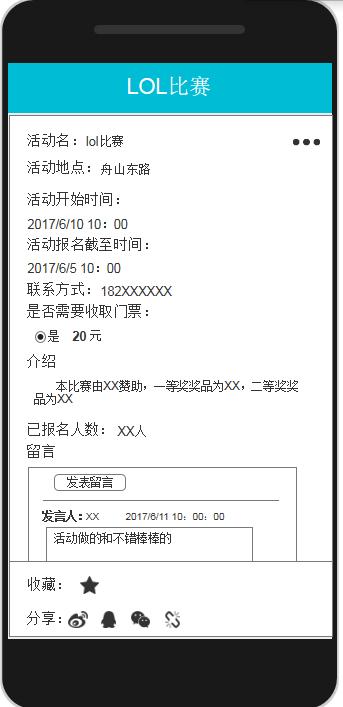 LOL比赛
活动名：lol比赛
活动地点：舟山东路
活动开始时间：
2017/6/10 10：00
活动报名截至时间：
2017/6/5 10：00
联系方式：182XXXXXX
是否需要收取门票：
是 20 元
介绍
本比赛由XX赞助，一等奖奖品为XX，二等奖奖
品为XX
已报名人数： XX人
留言
发表留言
发言人：XX 2017/6/11 10：00：00
活动做的和不错棒棒的
收藏：
分享：